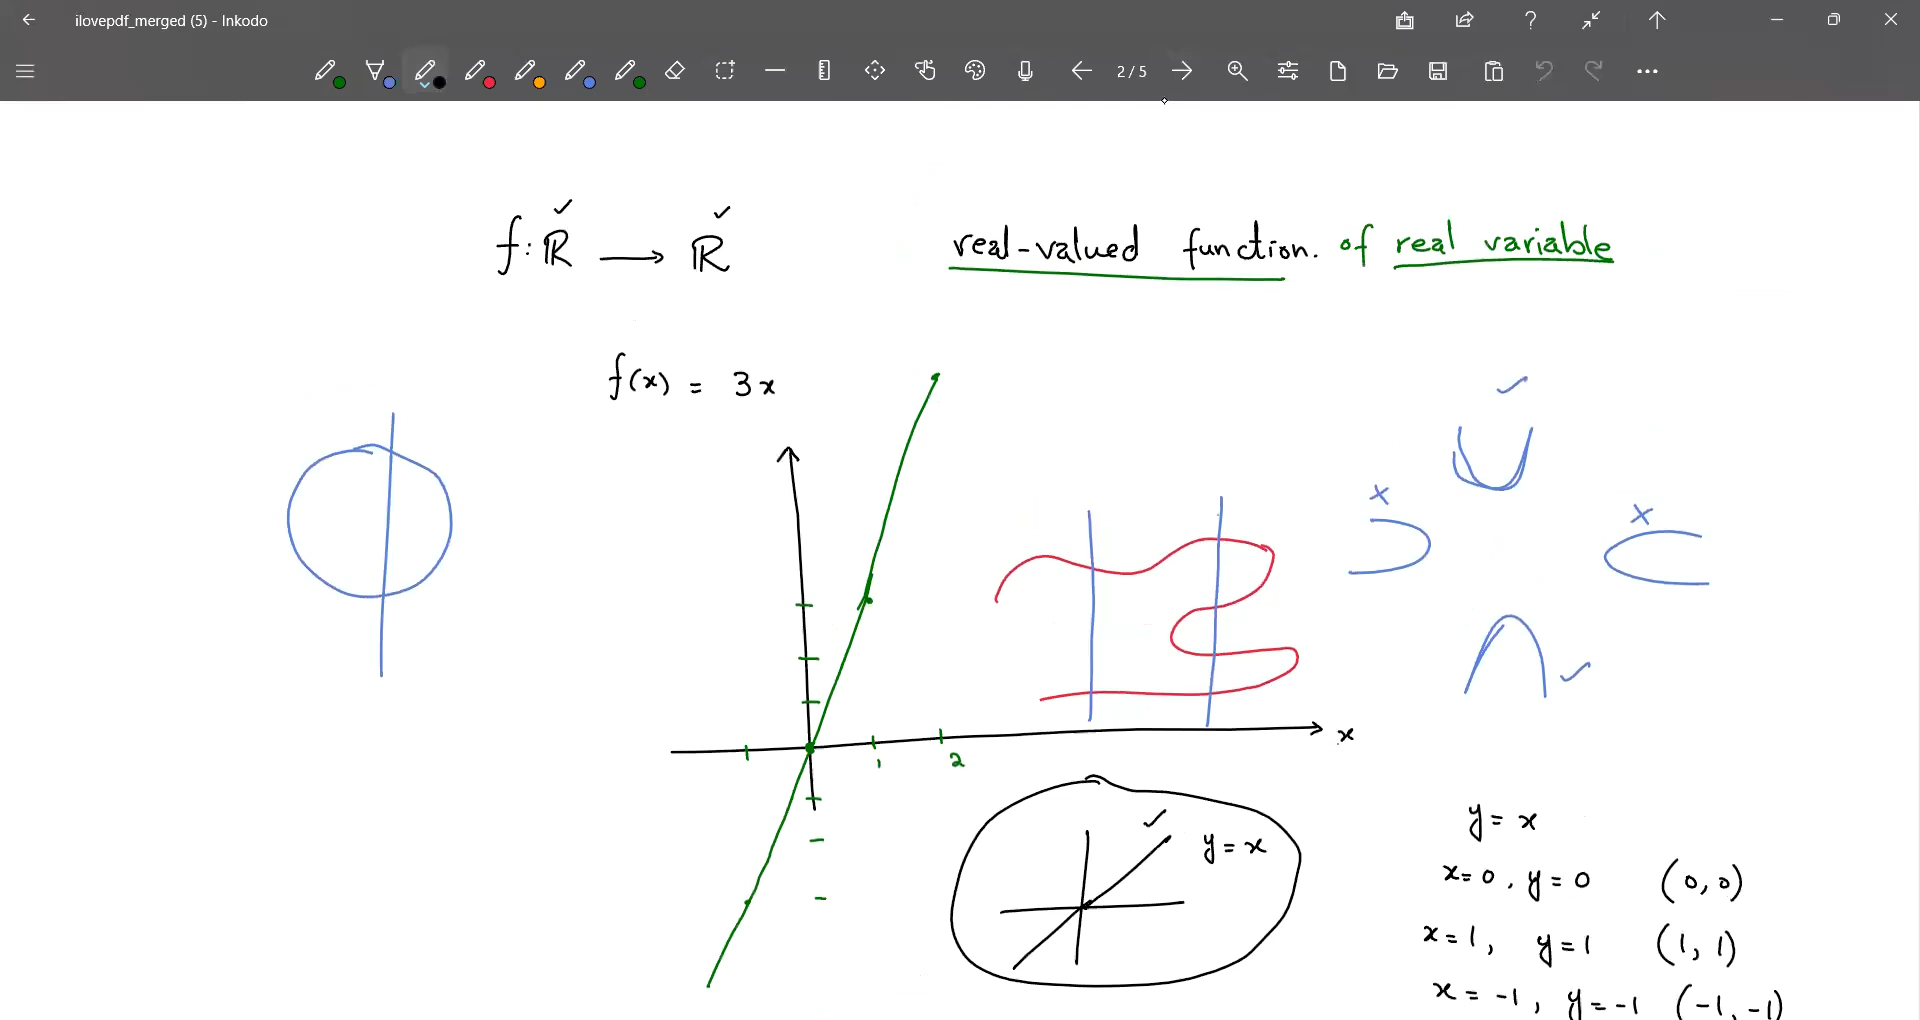 ilovepdf_merged (5) - Inkodo
2 / 5
f: ℝ ⟶ ℝ
real-valued function. of real variable
f(x) = 3x
x
1
2
y = x
y = x
x=0, y=0 (0,0)
x=1, y=1 (1, 1)
x = -1, y=-1 (-1,-1)